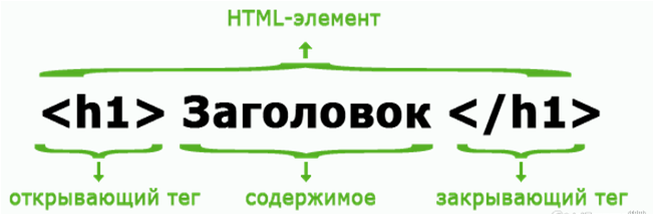 HTML-элемент
<h1> Заголовок </h1>
открывающий тег содержимое закрывающий тег